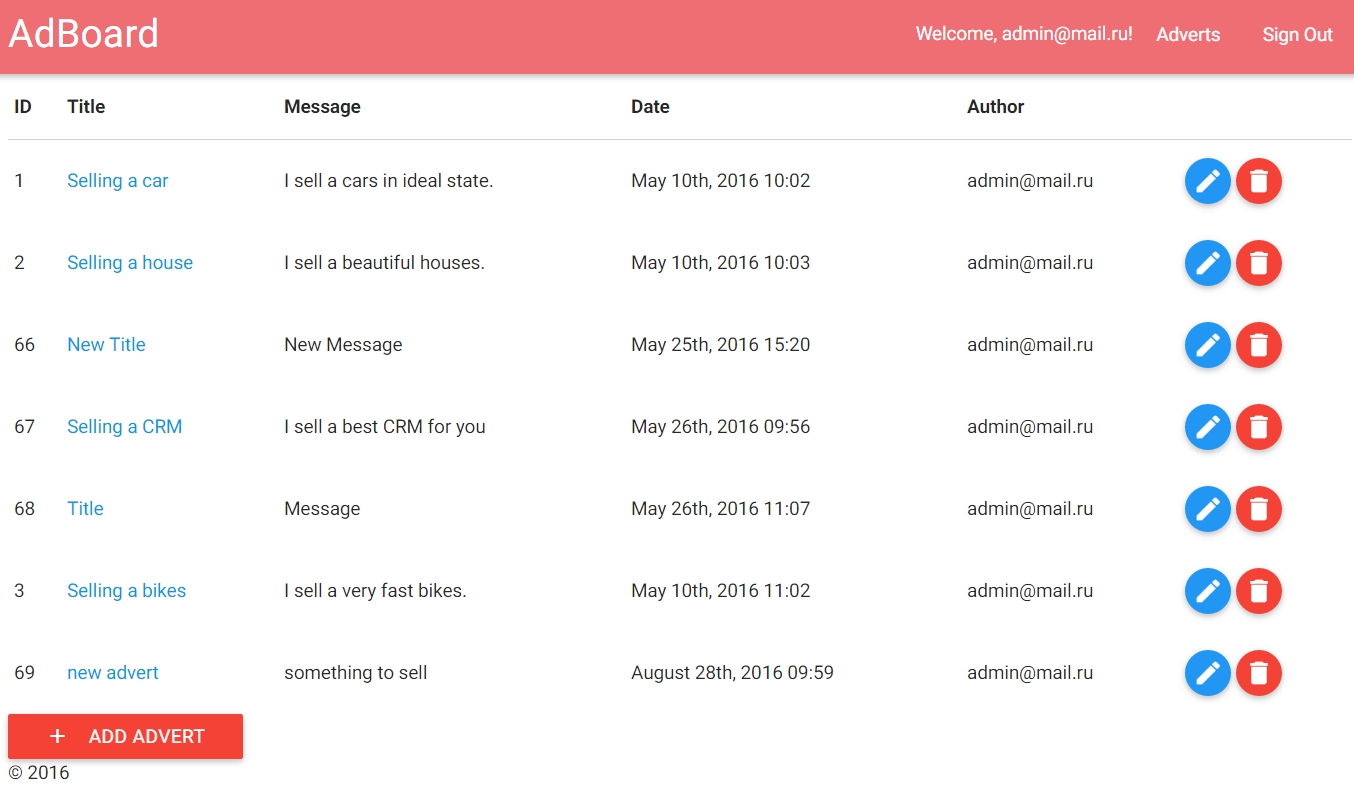 AdBoard Welcome, admin@mail.ru! Adverts Sign Out
ID Title Message Date Author
1 Selling a car I sell a cars in ideal state. May 10th, 2016 10:02 admin@mail.ru
2 Selling a house I sell a beautiful houses. May 10th, 2016 10:03 admin@mail.ru
66 New Title New Message May 25th, 2016 15:20 admin@mail.ru
67 Selling a CRM I sell a best CRM for you May 26th, 2016 09:56 admin@mail.ru
68 Title Message May 26th, 2016 11:07 admin@mail.ru
3 Selling a bikes I sell a very fast bikes. May 10th, 2016 11:02 admin@mail.ru
69 new advert something to sell August 28th, 2016 09:59 admin@mail.ru
+ ADD ADVERT
© 2016